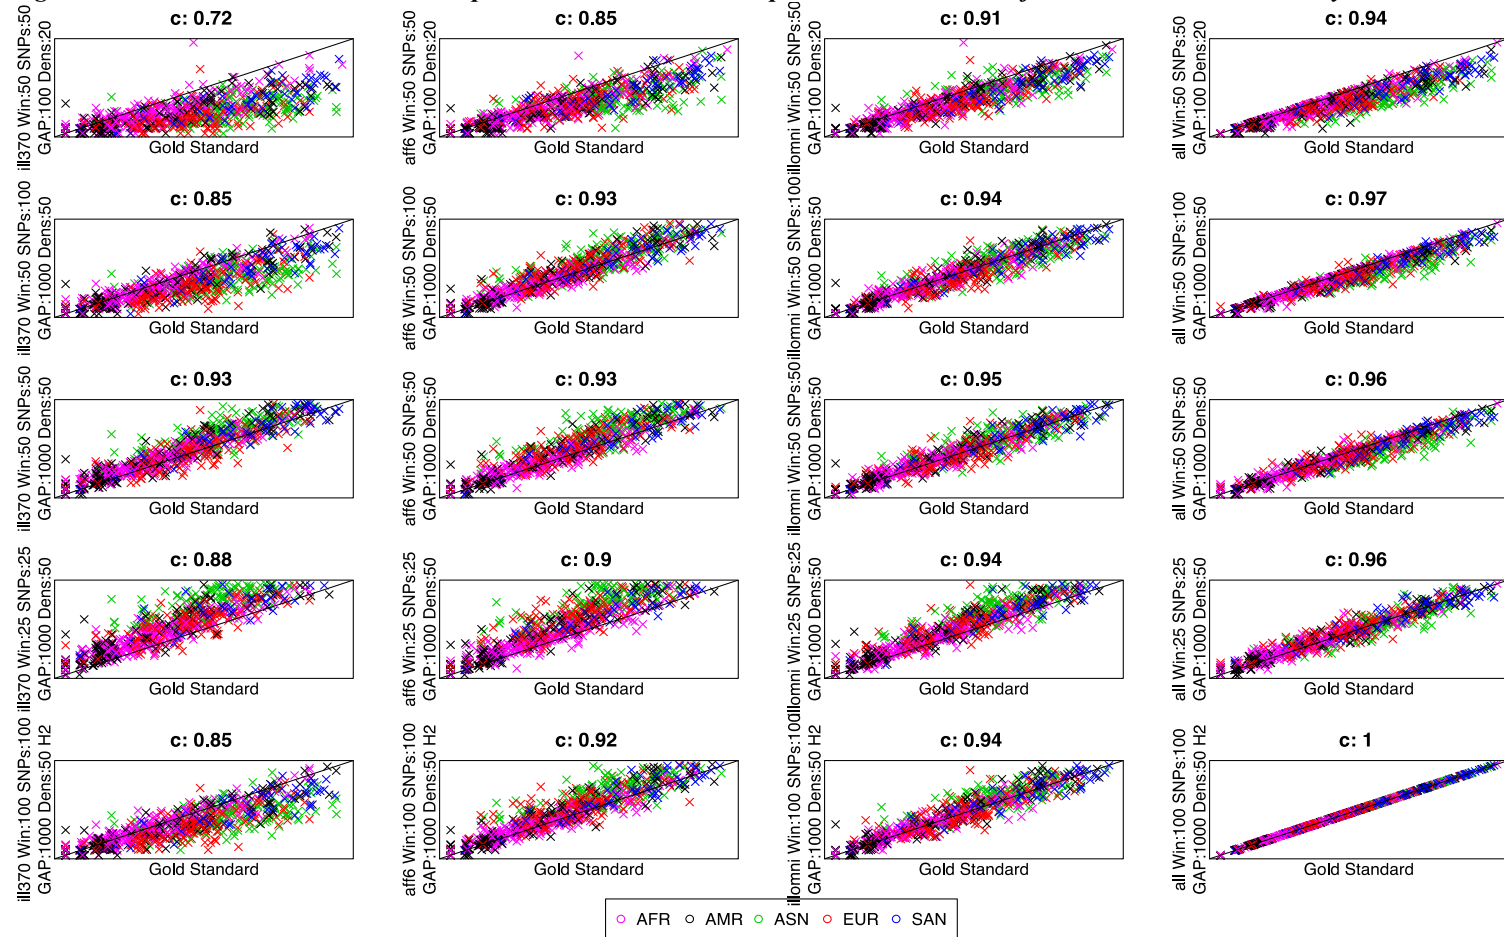 c: 0.72
ill370 Win:50 SNPs:50
GAP:100 Dens:20
Gold Standard
c: 0.85
aff6 Win:50 SNPs:50
GAP:100 Dens:20
Gold Standard
c: 0.91
illomni Win:50 SNPs:50
GAP:100 Dens:20
Gold Standard
c: 0.94
all Win:50 SNPs:50
GAP:100 Dens:20
Gold Standard
c: 0.85
ill370 Win:50 SNPs:100
GAP:1000 Dens:50
Gold Standard
c: 0.93
aff6 Win:50 SNPs:100
GAP:1000 Dens:50
Gold Standard
c: 0.94
illomni Win:50 SNPs:100
GAP:1000 Dens:50
Gold Standard
c: 0.97
all Win:50 SNPs:100
GAP:1000 Dens:50
Gold Standard
c: 0.93
ill370 Win:50 SNPs:50
GAP:1000 Dens:50
Gold Standard
c: 0.93
aff6 Win:50 SNPs:50
GAP:1000 Dens:50
Gold Standard
c: 0.95
illomni Win:50 SNPs:50
GAP:1000 Dens:50
Gold Standard
c: 0.96
all Win:50 SNPs:50
GAP:1000 Dens:50
Gold Standard
c: 0.88
ill370 Win:25 SNPs:25
GAP:1000 Dens:50
Gold Standard
c: 0.9
aff6 Win:25 SNPs:25
GAP:1000 Dens:50
Gold Standard
c: 0.94
illomni Win:25 SNPs:25
GAP:1000 Dens:50
Gold Standard
c: 0.96
all Win:25 SNPs:25
GAP:1000 Dens:50
Gold Standard
c: 0.85
ill370 Win:100 SNPs:100
GAP:1000 Dens:50 H2
Gold Standard
c: 0.92
aff6 Win:100 SNPs:100
GAP:1000 Dens:50 H2
Gold Standard
c: 0.94
illomni Win:100 SNPs:100
GAP:1000 Dens:50 H2
Gold Standard
c: 1
all Win:100 SNPs:100
GAP:1000 Dens:50 H2
Gold Standard
AFR AMR ASN EUR SAN